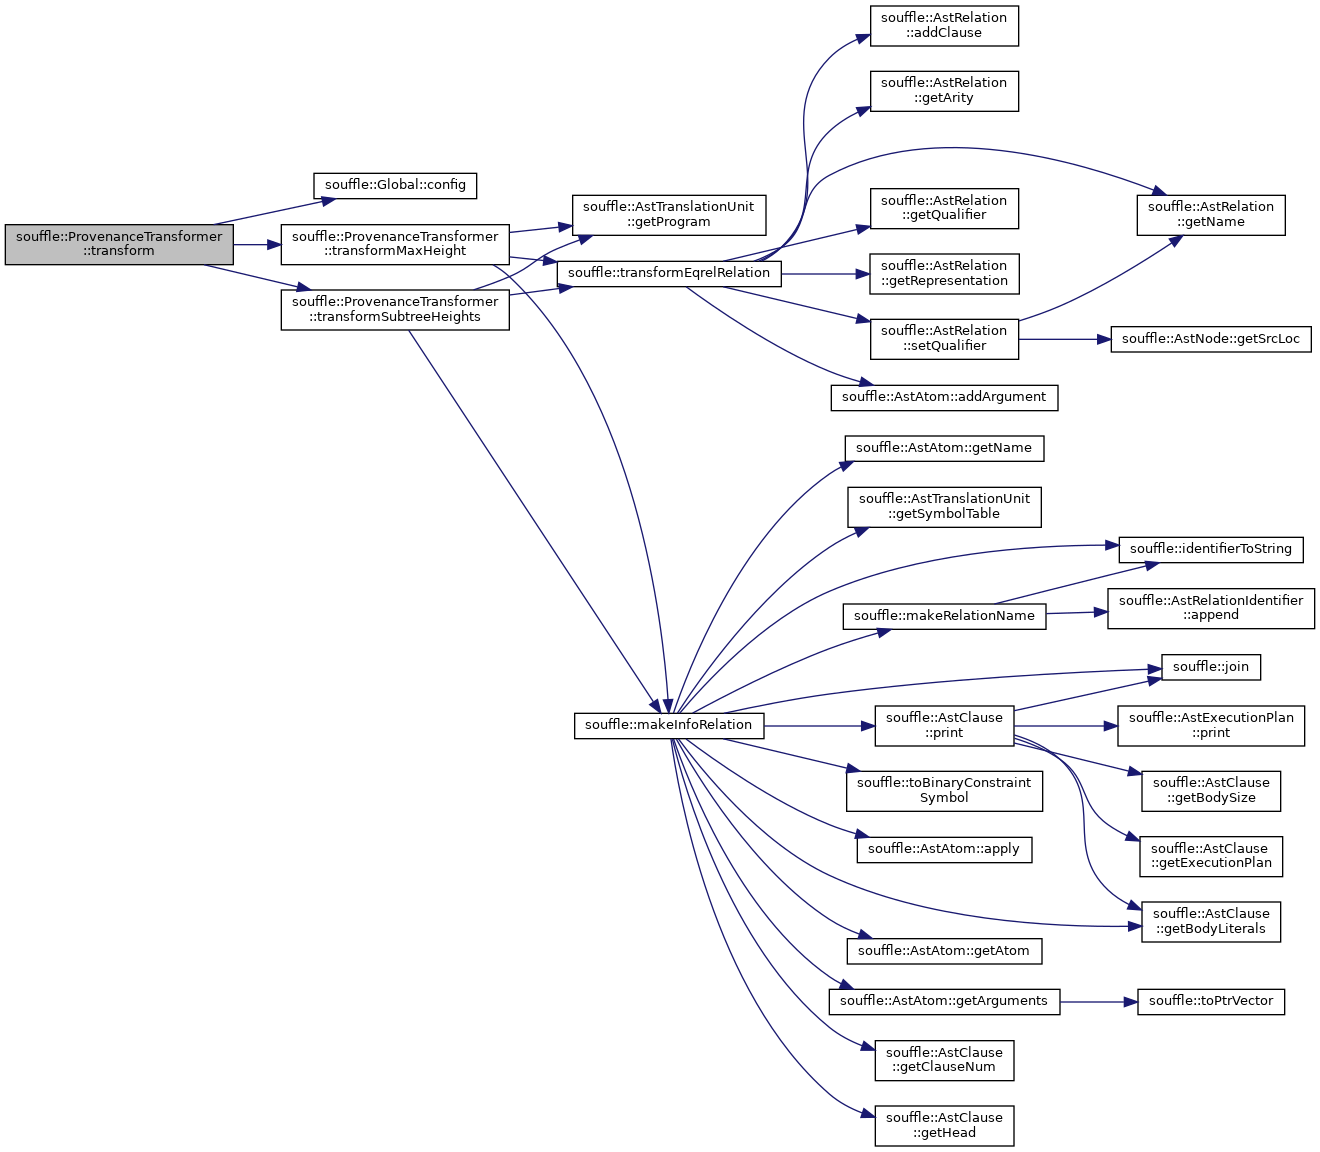 souffle::AstRelation
::addClause
souffle::AstRelation
::getArity
souffle::Global::config
souffle::AstTranslationUnit
::getProgram
souffle::AstRelation
::getQualifier
souffle::AstRelation
::getName
souffle::ProvenanceTransformer
::transform
souffle::ProvenanceTransformer
::transformMaxHeight
souffle::transformEqrelRelation
souffle::AstRelation
::getRepresentation
souffle::ProvenanceTransformer
::transformSubtreeHeights
souffle::AstRelation
::setQualifier
souffle::AstNode::getSrcLoc
souffle::AstAtom::addArgument
souffle::AstAtom::getName
souffle::AstTranslationUnit
::getSymbolTable
souffle::identifierToString
souffle::makeRelationName
souffle::AstRelationIdentifier
::append
souffle::join
souffle::makeInfoRelation
souffle::AstClause
::print
souffle::AstExecutionPlan
::print
souffle::toBinaryConstraint
Symbol
souffle::AstClause
::getBodySize
souffle::AstAtom::apply
souffle::AstClause
::getExecutionPlan
souffle::AstClause
::getBodyLiterals
souffle::AstAtom::getAtom
souffle::AstAtom::getArguments
souffle::toPtrVector
souffle::AstClause
::getClauseNum
souffle::AstClause
::getHead